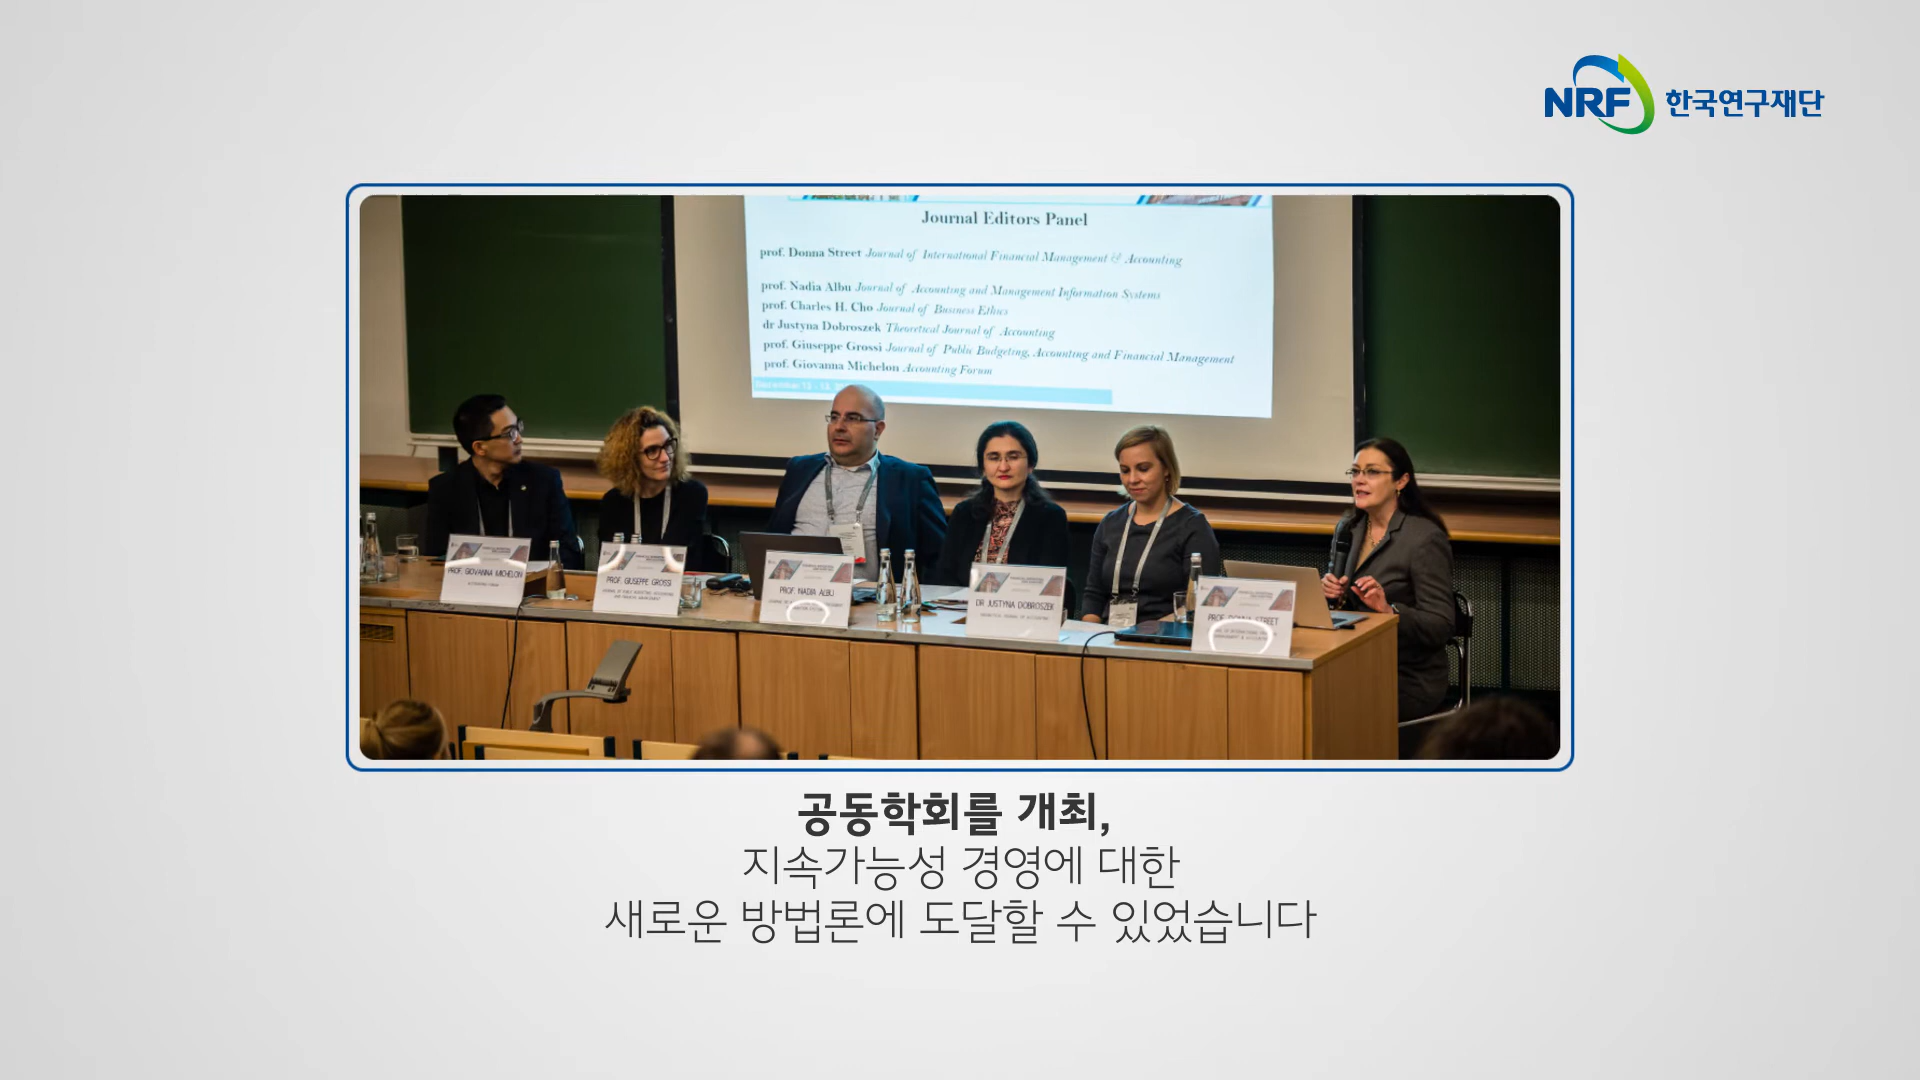 NRF 한국연구재단
Journal Editors Panel
prof. Donna Street Journal of International Financial Management & Accounting
prof. Nadia Albu Journal of Accounting and Management Information Systems
prof. Charles H. Cho Journal of Business Ethics
dr Justyna Dobroszek Theoretical Journal of Accounting
prof. Giuseppe Grossi Journal of Public Budgeting, Accounting and Financial Management
prof. Giovanna Michelon Accounting Forum
PROF. GIOVANNA MICHELON
PROF. GIUSEPPE GROSSI
PROF. NADIA ALBU
DR JUSTYNA DOBROSZEK
PROF. DONNA STREET
공동학회를 개최,
지속가능성 경영에 대한
새로운 방법론에 도달할 수 있었습니다